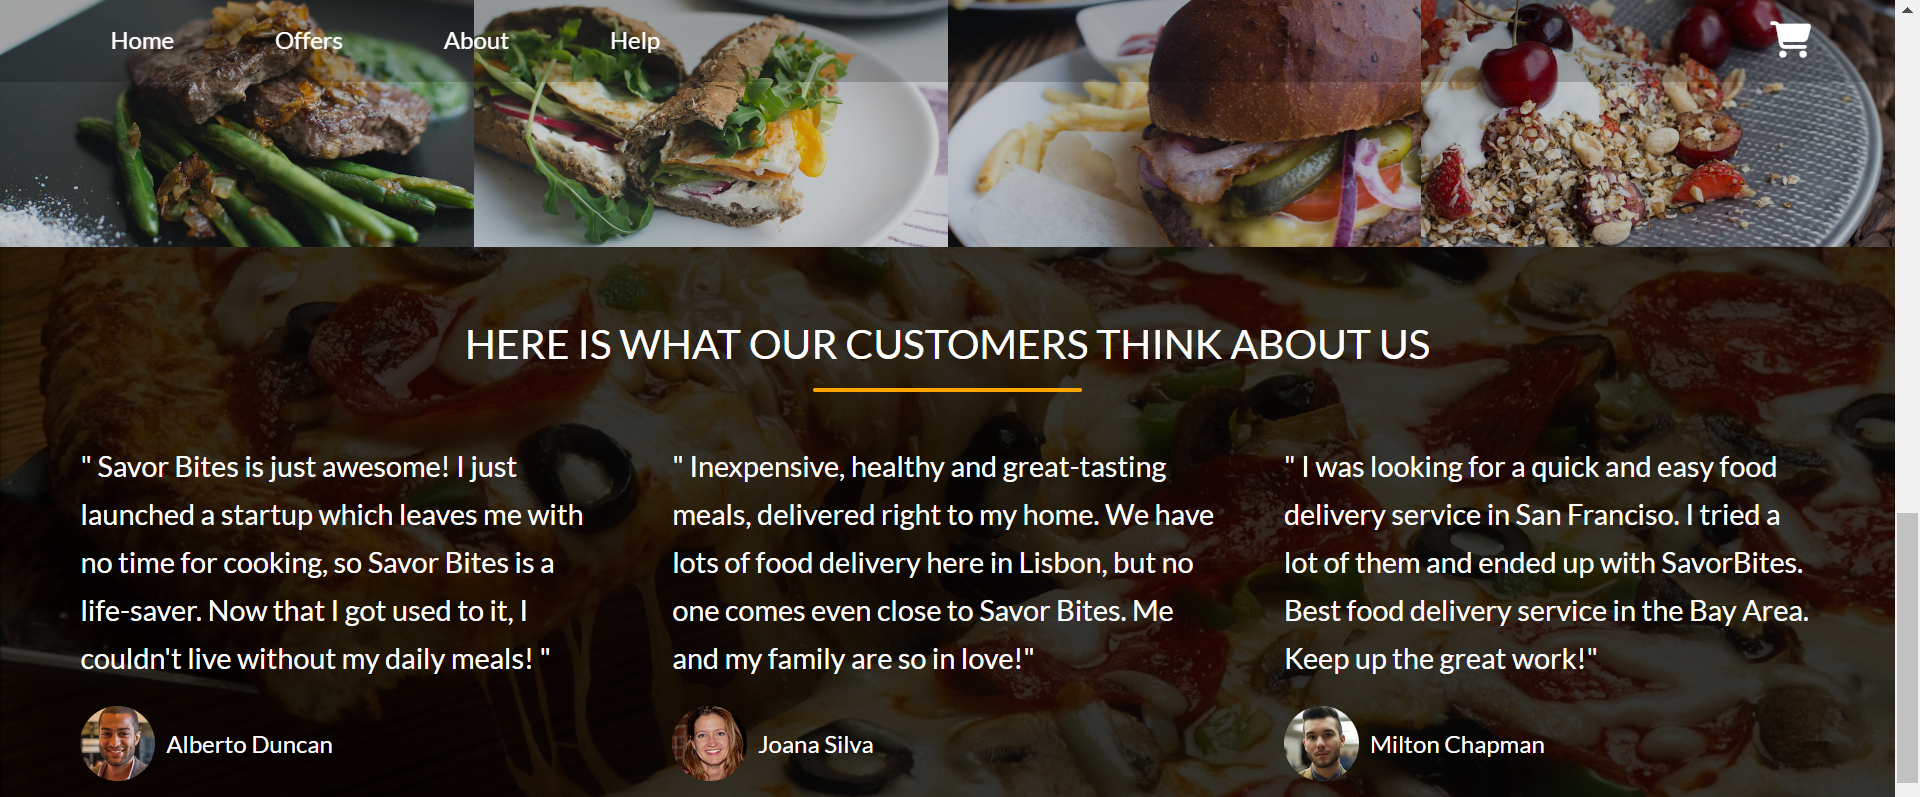 Home Offers About Help
HERE IS WHAT OUR CUSTOMERS THINK ABOUT US
" Savor Bites is just awesome! I just
launched a startup which leaves me with
no time for cooking, so Savor Bites is a
life-saver. Now that I got used to it, I
couldn't live without my daily meals! "
Alberto Duncan
" Inexpensive, healthy and great-tasting
meals, delivered right to my home. We have
lots of food delivery here in Lisbon, but no
one comes even close to Savor Bites. Me
and my family are so in love!"
Joana Silva
" I was looking for a quick and easy food
delivery service in San Franciso. I tried a
lot of them and ended up with SavorBites.
Best food delivery service in the Bay Area.
Keep up the great work!"
Milton Chapman